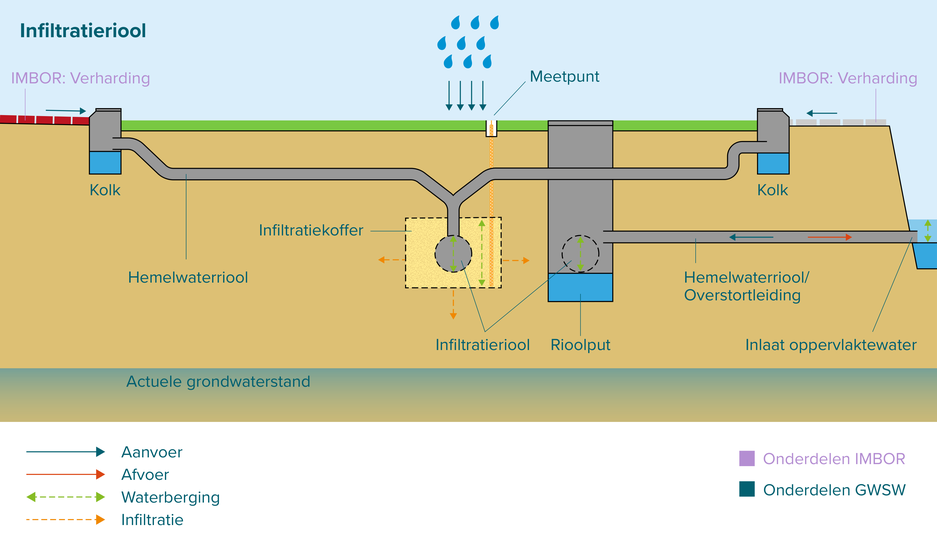 Infiltratieriool
IMBOR: Verharding
Meetpunt
IMBOR: Verharding
Kolk
Kolk
Infiltratiekoffer
Hemelwaterriool
Hemelwaterriool/
Overstortleiding
Infiltratieriool
Rioolput
Inlaat oppervlaktewater
Actuele grondwaterstand
Aanvoer
Afvoer
Waterberging
Infiltratie
Onderdelen IMBOR
Onderdelen GWSW